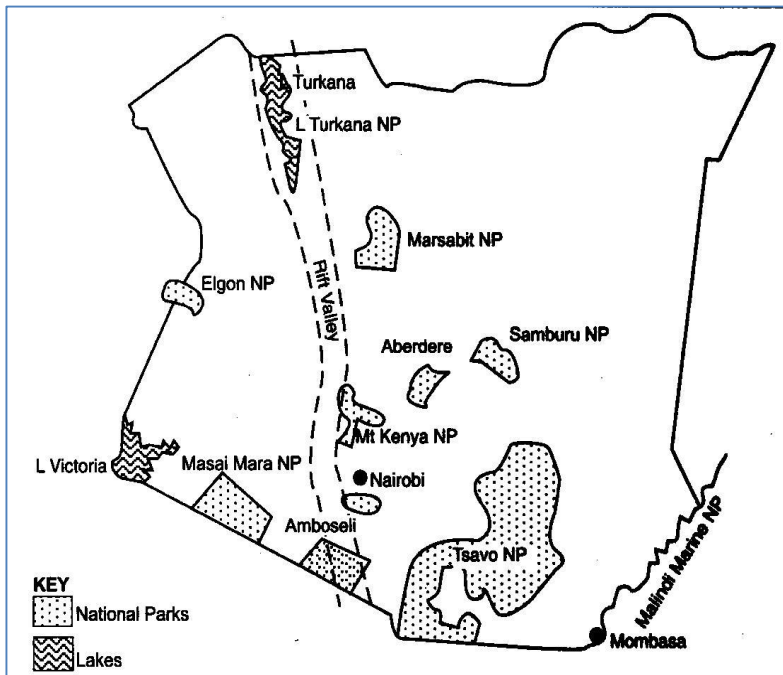 Turkana
L Turkana NP
Marsabit NP
Elgon NP
Rift Valley
Samburu NP
Aberdere
Mt Kenya NP
L Victoria
Masai Mara NP
Nairobi
Amboseli
Tsavo NP
Malindi Marine NP
Mombasa
KEY
National Parks
Lakes